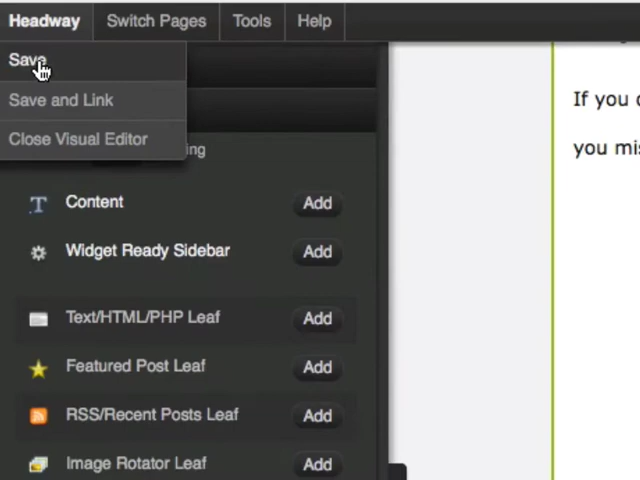 Headway Switch Pages Tools Help
Save
Save and Link
If you
Close Visual Editor
you
ing
Content Add
Widget Ready Sidebar Add
Text/HTML/PHP Leaf Add
Featured Post Leaf Add
RSS/Recent Posts Leaf Add
Image Rotator Leaf Add